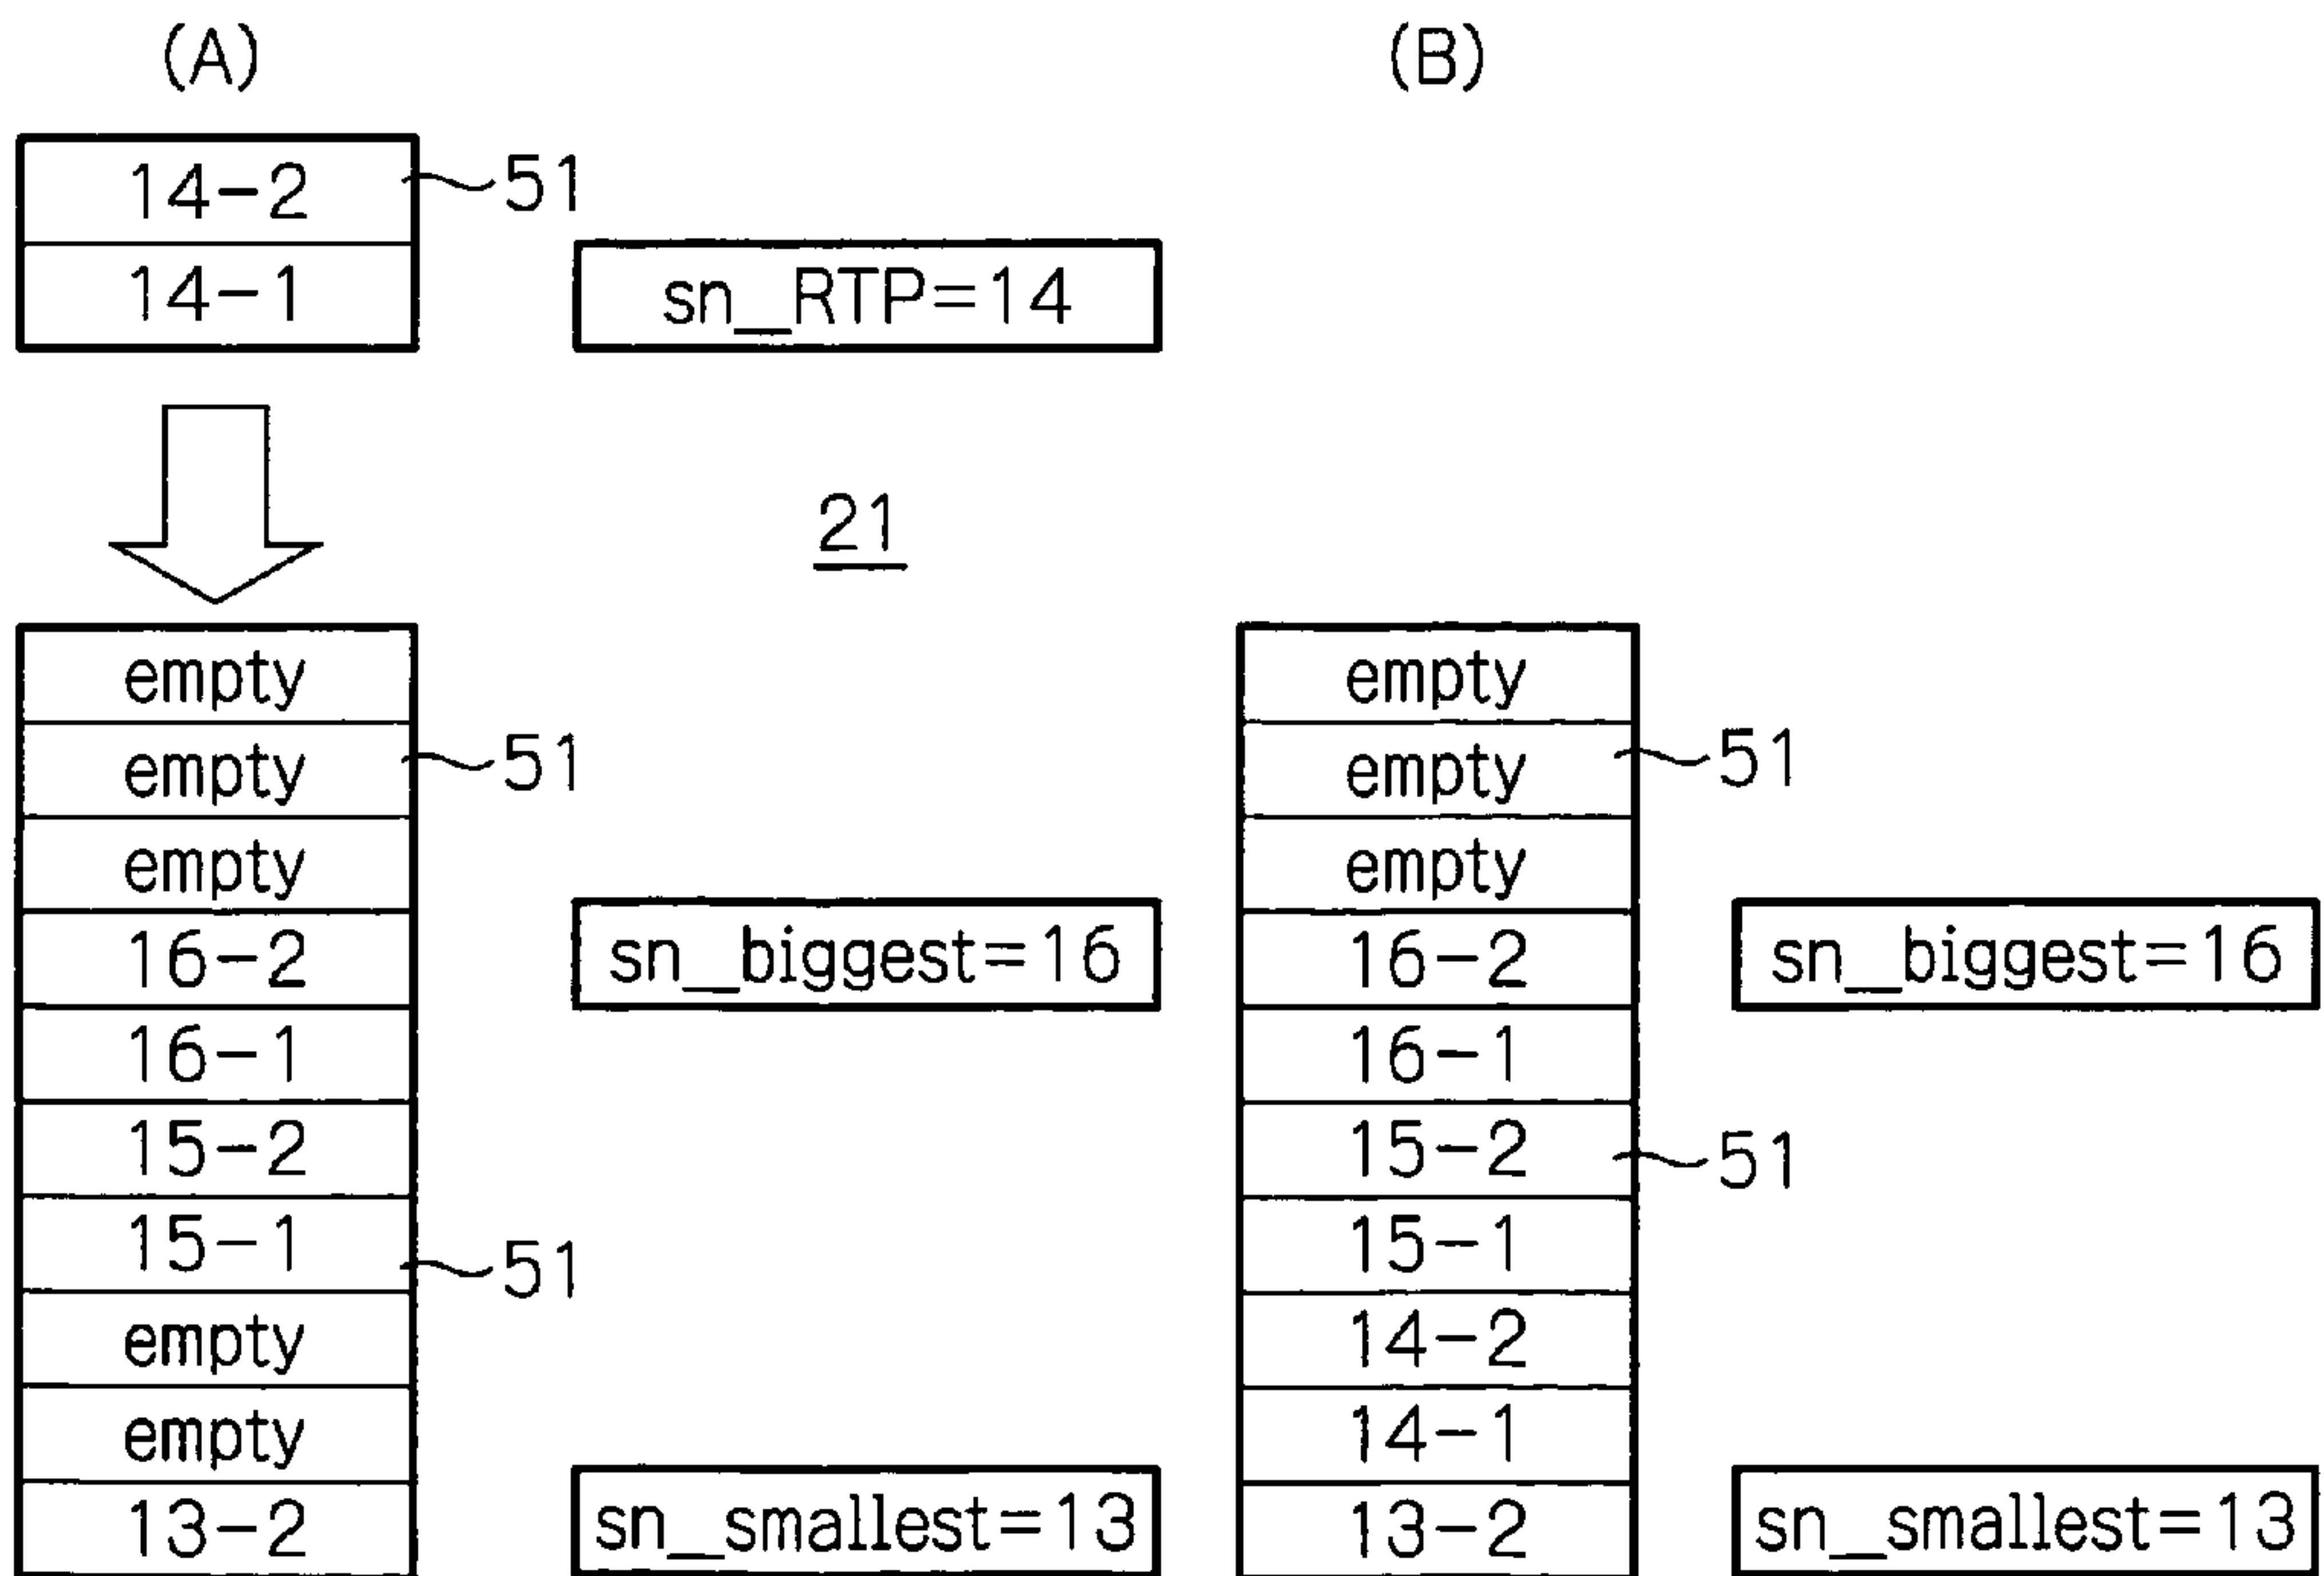 (A)
(B)
14-2
51
14-1
sn_RTP=14
21
empty
empty
51
empty
16-2
sn_biggest=16
16-1
15-2
15-1
51
empty
empty
13-2
sn_smallest=13
empty
empty
51
empty
16-2
sn_biggest=16
16-1
15-2
51
15-1
14-2
14-1
13-2
sn_smallest=13